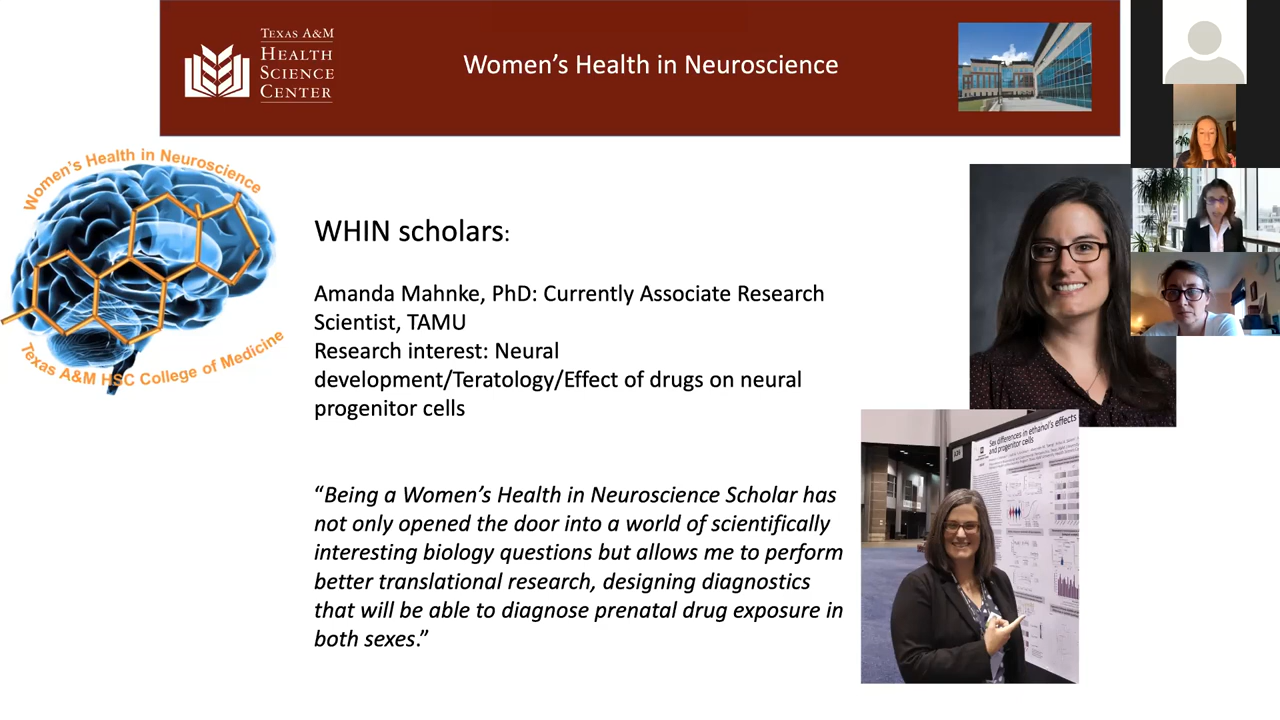 TEXAS A&M
HEALTH
SCIENCE
CENTER
Women's Health in Neuroscience
Women's Health in Neuroscience
Texas A&M HSC College of Medicine
WHIN scholars:
Amanda Mahnke, PhD: Currently Associate Research
Scientist, TAMU
Research interest: Neural
development/Teratology/Effect of drugs on neural
progenitor cells
“Being a Women’s Health in Neuroscience Scholar has
not only opened the door into a world of scientifically
interesting biology questions but allows me to perform
better translational research, designing diagnostics
that will be able to diagnose prenatal drug exposure in
both sexes.”
Sex differences in ethanol's effects
and progenitor cells